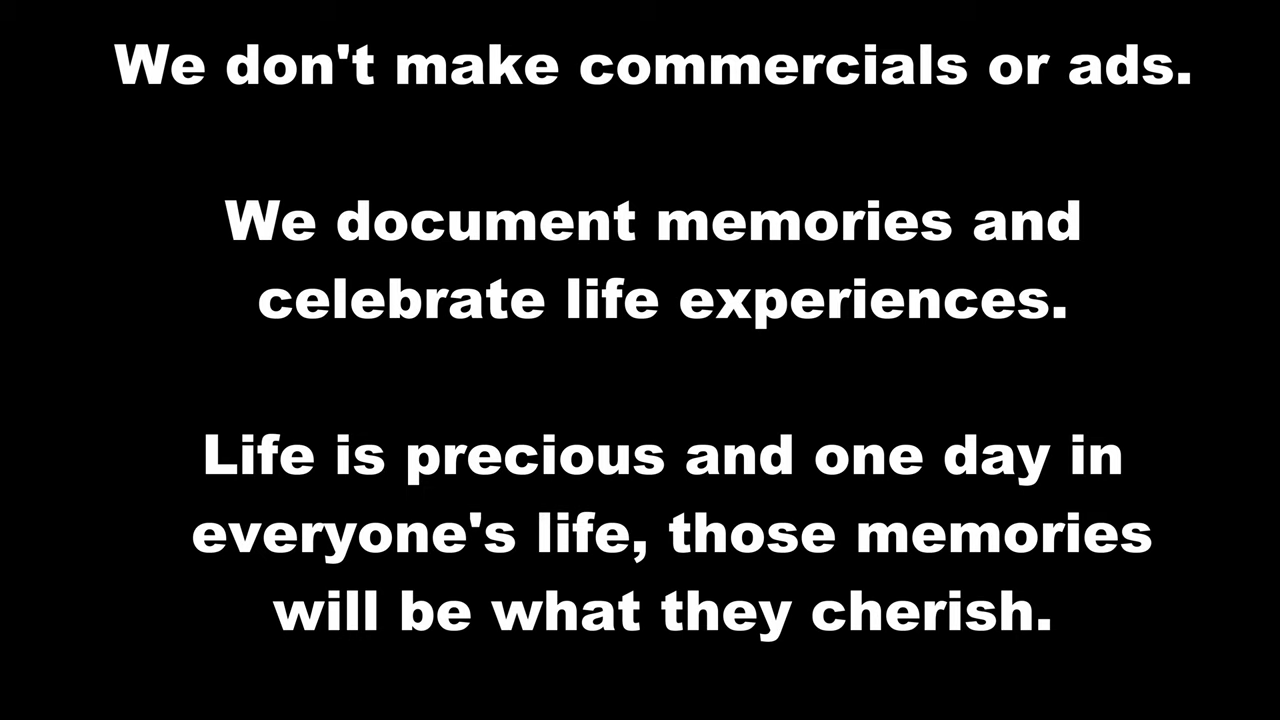 We don't make commercials or ads.
We document memories and
celebrate life experiences.
Life is precious and one day in
everyone's life, those memories
will be what they cherish.